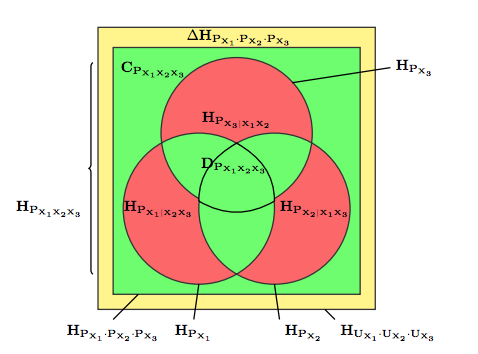 ΔH_{P_{X_1}·P_{X_2}·P_{X_3}}
C_{P_{X_1X_2X_3}}
H_{P_{X_3}}
H_{P_{X_3|X_1X_2}}
D_{P_{X_1X_2X_3}}
H_{P_{X_1X_2X_3}}
H_{P_{X_1|X_2X_3}}
H_{P_{X_2|X_1X_3}}
H_{P_{X_1}·P_{X_2}·P_{X_3}}
H_{P_{X_1}}
H_{P_{X_2}}
H_{U_{X_1}·U_{X_2}·U_{X_3}}